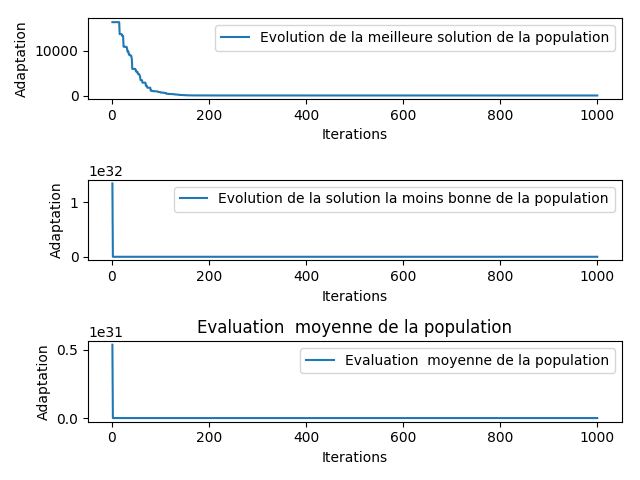 Evolution de la meilleure solution de la population
Adaptation
10000
0
0 200 400 600 800 1000
Iterations
1e32
Evolution de la solution la moins bonne de la population
Adaptation
1
0
0 200 400 600 800 1000
Iterations
Evaluation  moyenne de la population
1e31
Evaluation  moyenne de la population
Adaptation
0.5
0.0
0 200 400 600 800 1000
Iterations